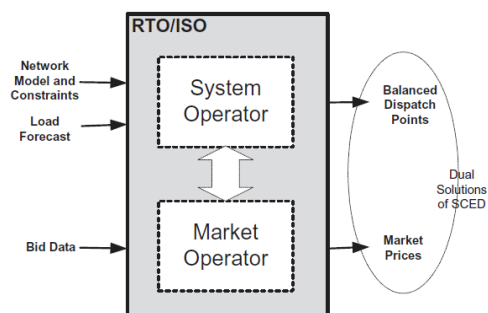 RTO/ISO
Network
Model and
Constraints
Load
Forecast
Bid Data
System
Operator
Market
Operator
Balanced
Dispatch
Points
Dual
Solutions
of SCED
Market
Prices